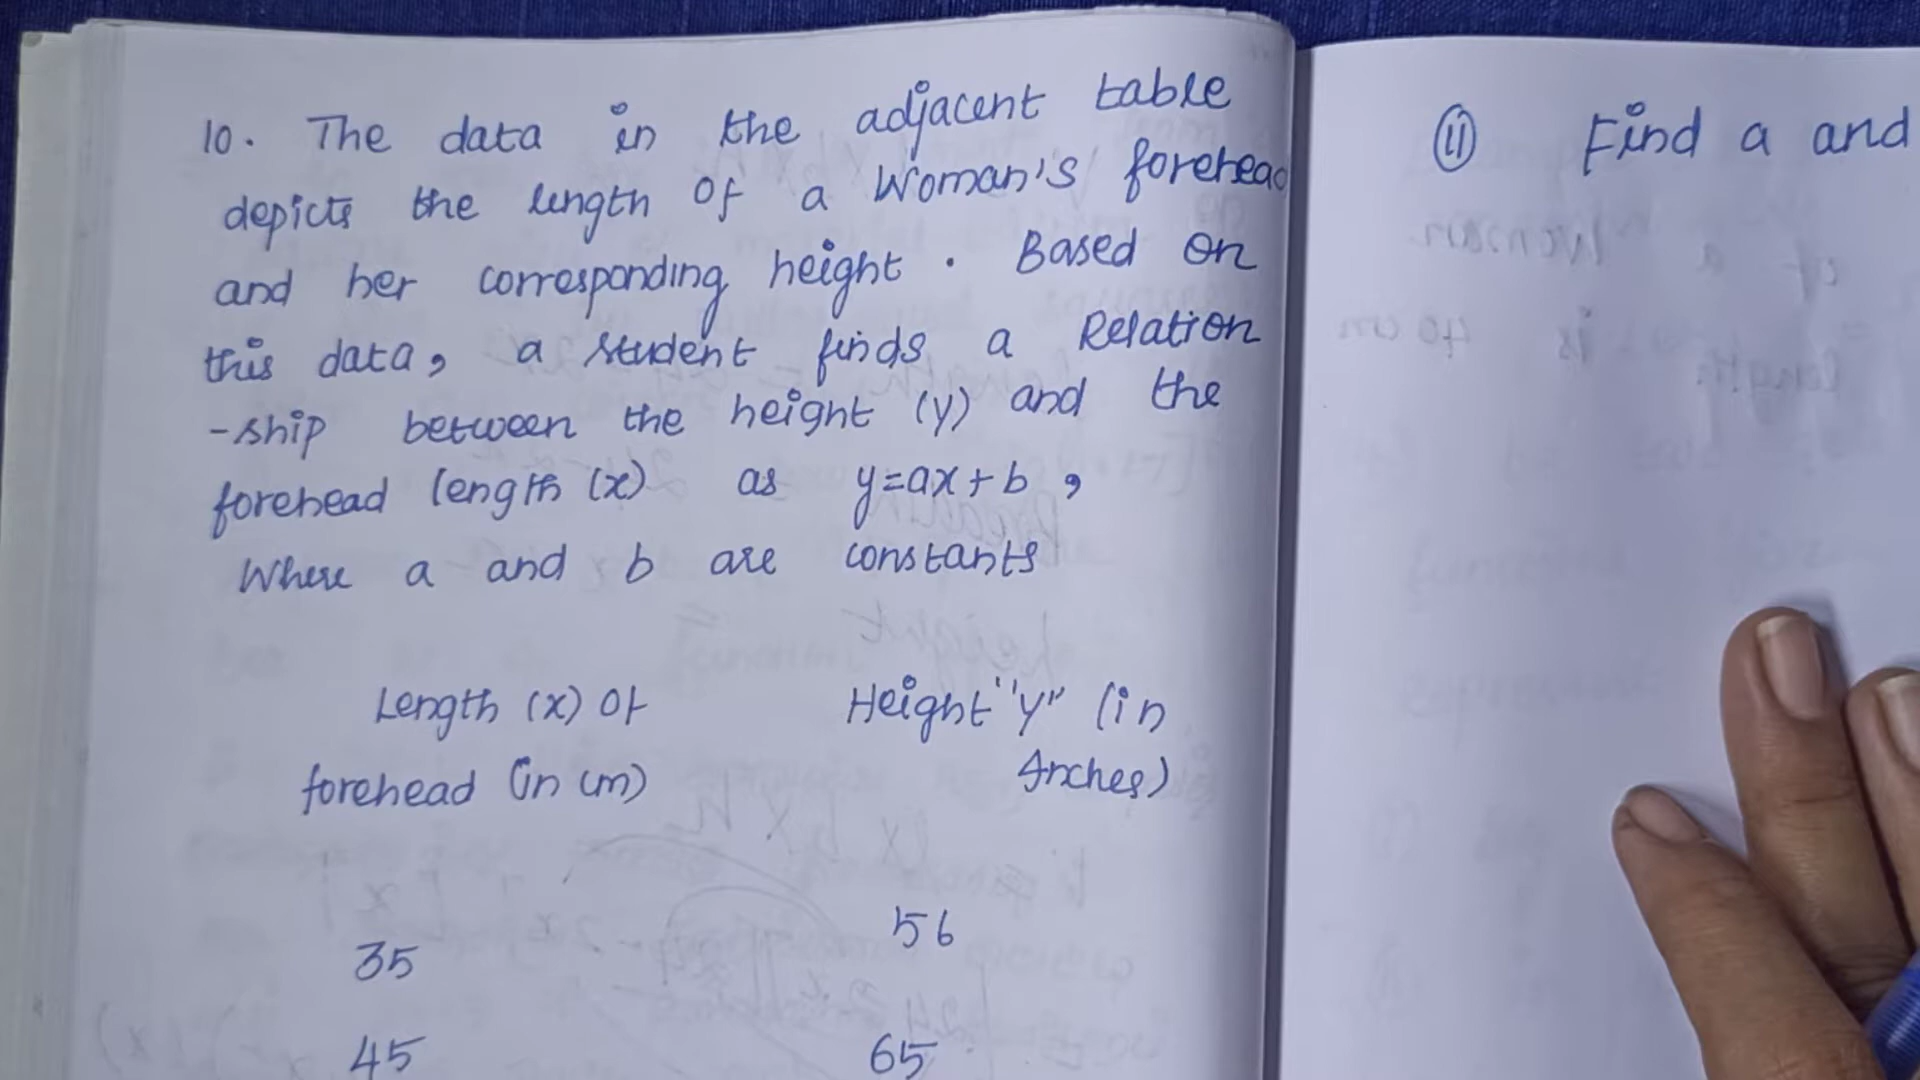 10. The data in the adjacent table
depicts the length of a Woman's forehead
and her corresponding height. Based on
this data, a student finds a Relation
-ship between the height (y) and the
forehead length (x) as y=ax+b,
Where a and b are constants
Length (x) Of Height "y" (in
forehead (in cm) Inches)
35 56
45 65
(ii) Find a and